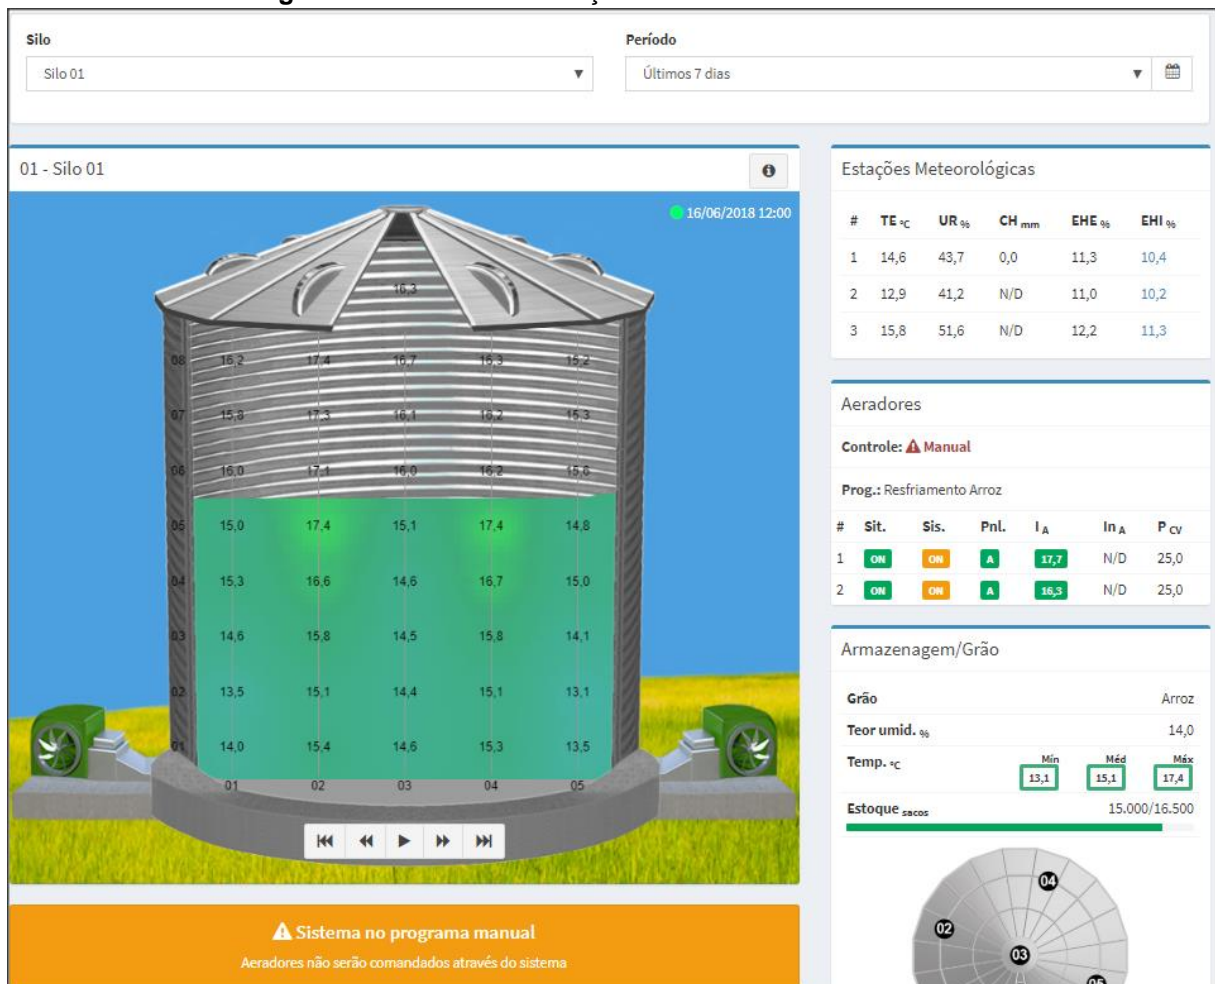 Silo
Silo 01
Período
Últimos 7 dias
01 - Silo 01
16/06/2018 12:00
16,3
08 16,2 17,4 16,7 16,3 15,2
07 15,8 17,3 16,1 16,2 15,3
06 16,0 17,1 16,0 16,2 15,6
05 15,0 17,4 15,1 17,4 14,8
04 15,3 16,6 14,6 16,7 15,0
03 14,6 15,8 14,5 15,8 14,1
02 13,5 15,1 14,4 15,1 13,1
01 14,0 15,4 14,6 15,3 13,5
01 02 03 04 05
Sistema no programa manual
Aeradores não serão comandados através do sistema
Estações Meteorológicas
# TE °C UR % CH mm EHE % EHI %
1 14,6 43,7 0,0 11,3 10,4
2 12,9 41,2 N/D 11,0 10,2
3 15,8 51,6 N/D 12,2 11,3
Aeradores
Controle: Manual
Prog.: Resfriamento Arroz
# Sit. Sis. Pnl. I A In A P CV
1 ON ON A 17,7 N/D 25,0
2 ON ON A 16,3 N/D 25,0
Armazenagem/Grão
Grão Arroz
Teor umid. % 14,0
Temp. °C Mín Méd Máx
13,1 15,1 17,4
Estoque sacos 15.000/16.500
04
02
03
05